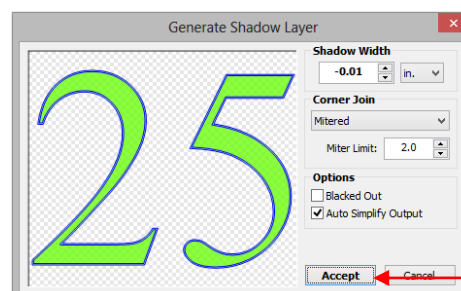 Generate Shadow Layer
25
Shadow Width
-0.01 in.
Corner Join
Mitered
Miter Limit: 2.0
Options
Blacked Out
Auto Simplify Output
Accept Cancel